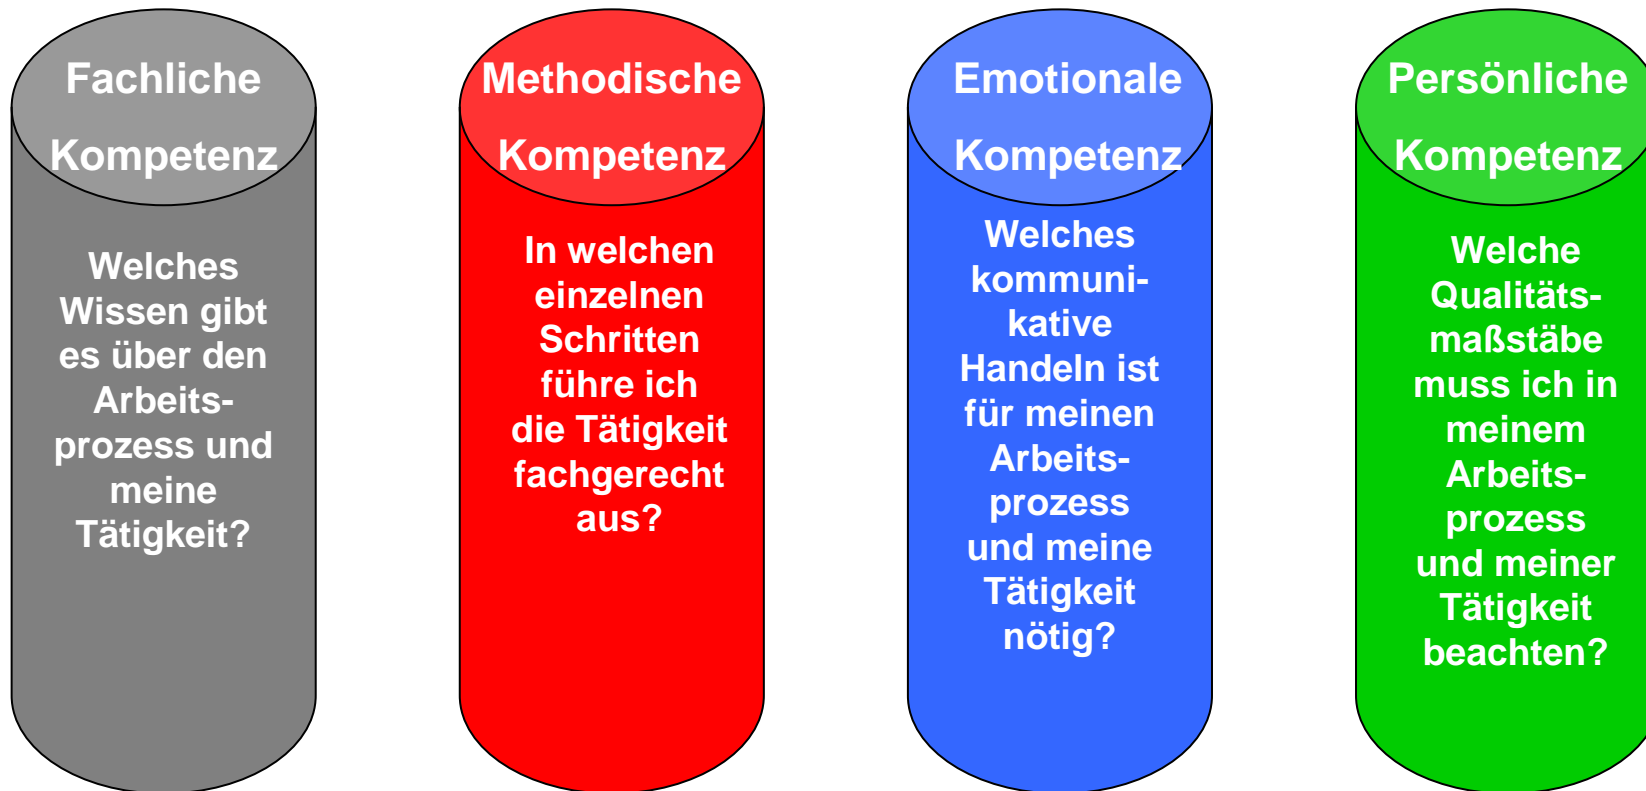 Fachliche
Kompetenz
Welches
Wissen gibt
es über den
Arbeits-
prozess und
meine
Tätigkeit?
Methodische
Kompetenz
In welchen
einzelnen
Schritten
führe ich
die Tätigkeit
fachgerecht
aus?
Emotionale
Kompetenz
Welches
kommuni-
kative
Handeln ist
für meinen
Arbeits-
prozess
und meine
Tätigkeit
nötig?
Persönliche
Kompetenz
Welche
Qualitäts-
maßstäbe
muss ich in
meinem
Arbeits-
prozess
und meiner
Tätigkeit
beachten?